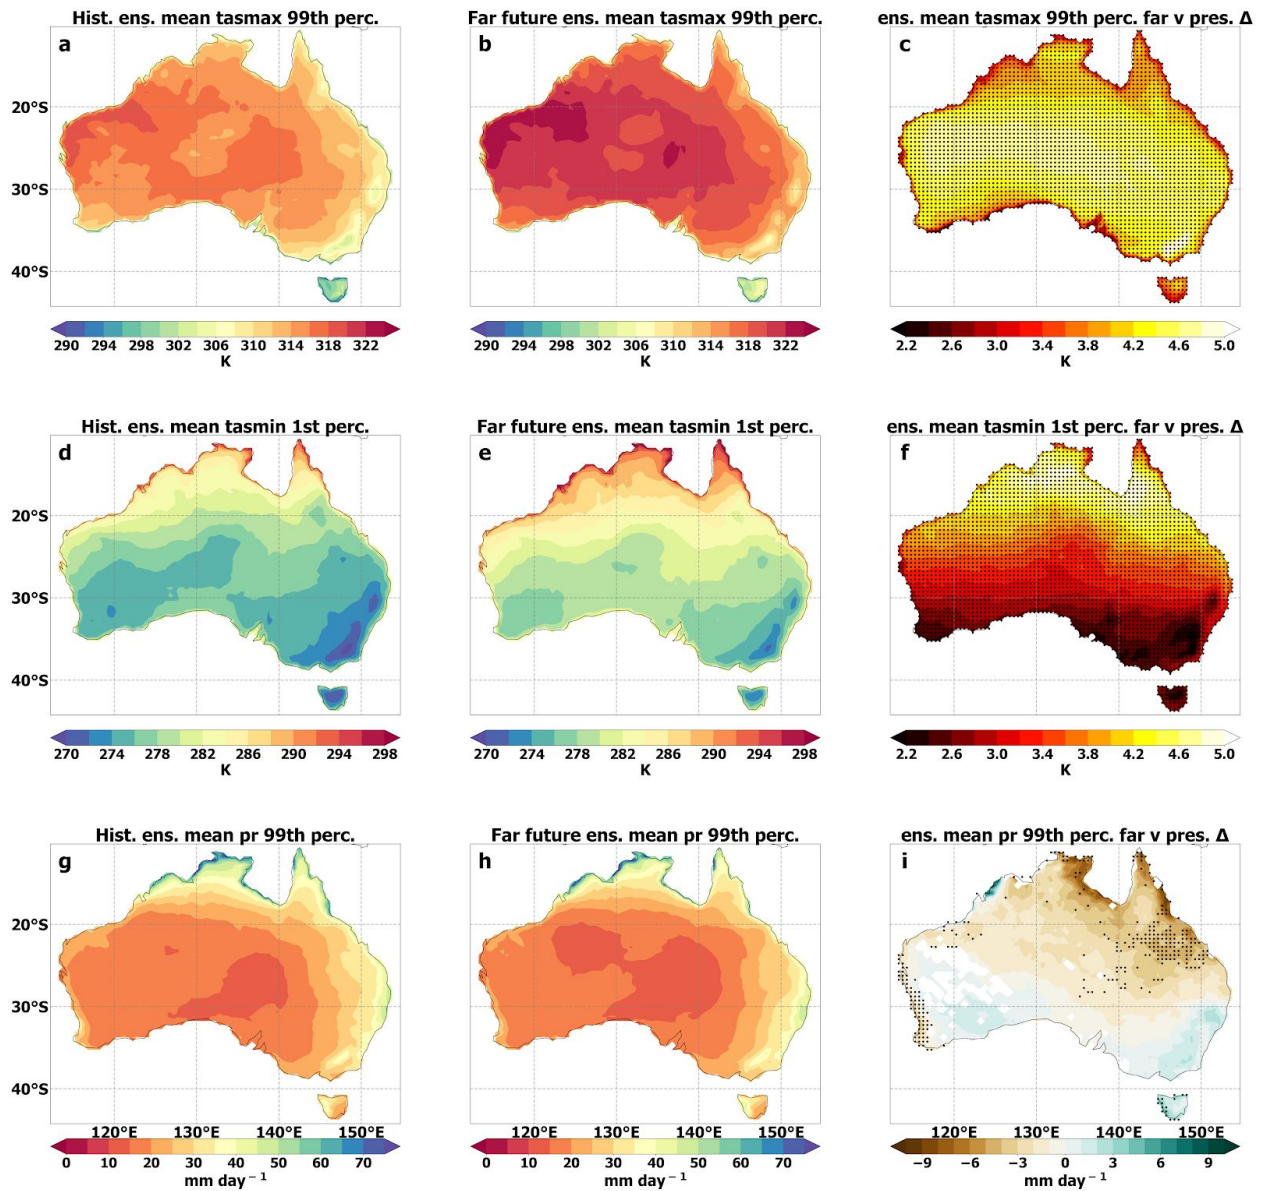 Hist. ens. mean tasmax 99th perc.
Far future ens. mean tasmax 99th perc.
ens. mean tasmax 99th perc. far v pres. Δ
a
b
c
20°S
30°S
40°S
290 294 298 302 306 310 314 318 322
290 294 298 302 306 310 314 318 322
2.2 2.6 3.0 3.4 3.8 4.2 4.6 5.0
K
K
K
Hist. ens. mean tasmin 1st perc.
Far future ens. mean tasmin 1st perc.
ens. mean tasmin 1st perc. far v pres. Δ
d
e
f
20°S
30°S
40°S
270 274 278 282 286 290 294 298
270 274 278 282 286 290 294 298
2.2 2.6 3.0 3.4 3.8 4.2 4.6 5.0
K
K
K
Hist. ens. mean pr 99th perc.
Far future ens. mean pr 99th perc.
ens. mean pr 99th perc. far v pres. Δ
g
h
i
20°S
30°S
40°S
120°E 130°E 140°E 150°E
120°E 130°E 140°E 150°E
120°E 130°E 140°E 150°E
0 10 20 30 40 50 60 70
0 10 20 30 40 50 60 70
−9 −6 −3 0 3 6 9
mm day⁻¹
mm day⁻¹
mm day⁻¹